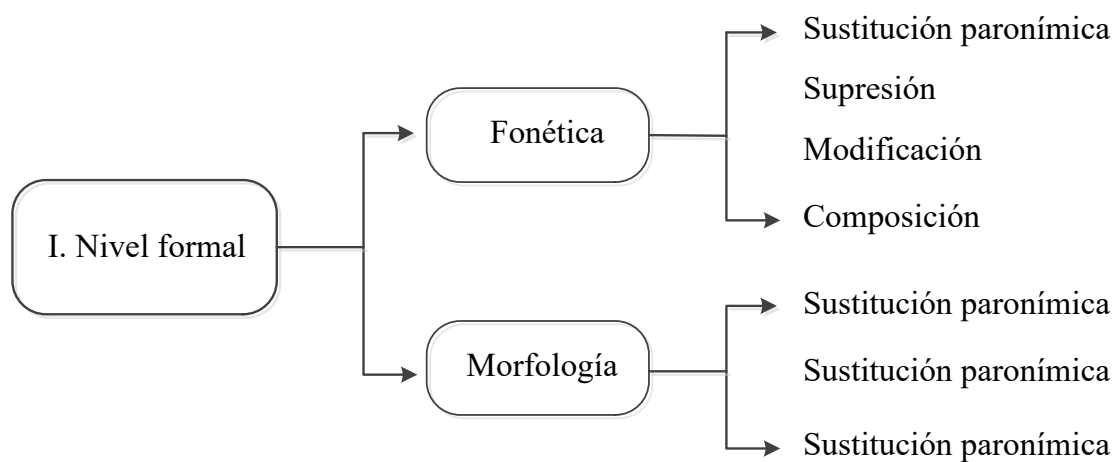 I. Nivel formal
Fonética
Sustitución paronímica
Supresión
Modificación
Composición
Morfología
Sustitución paronímica
Sustitución paronímica
Sustitución paronímica